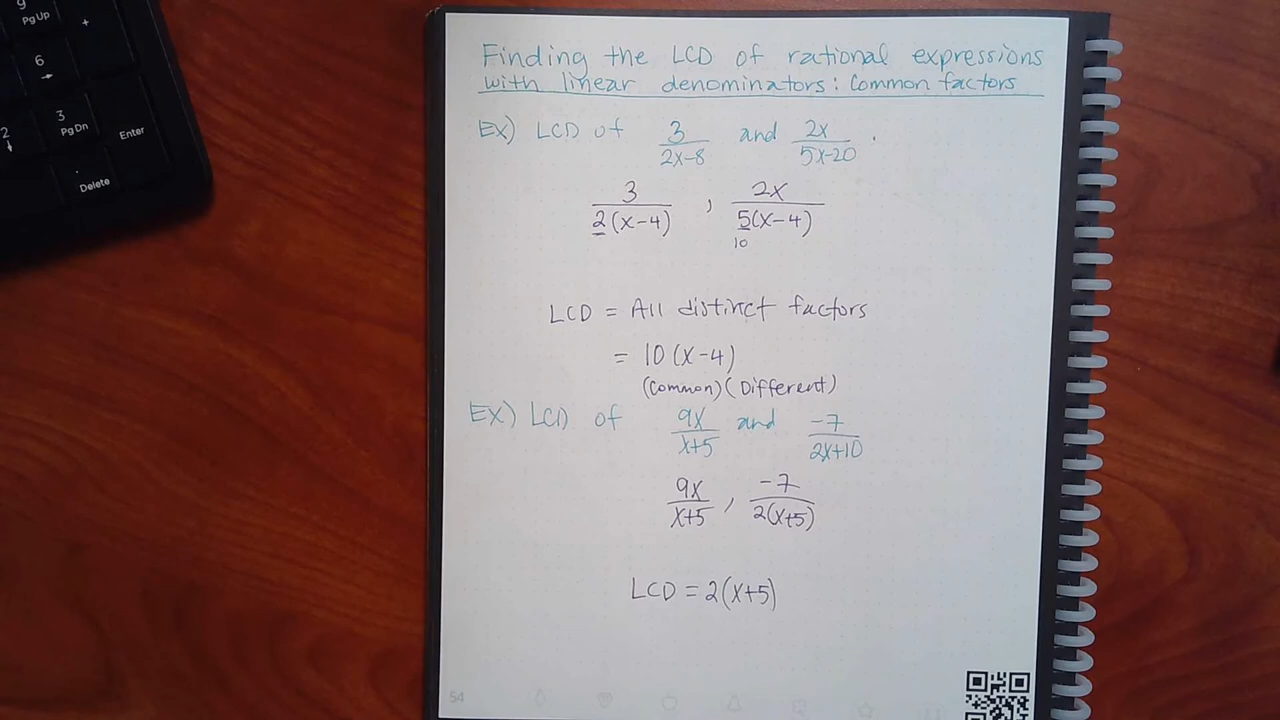 9
PgUp
+
6
→
3
PgDn
2
↓
Enter
.
Delete
Finding the LCD of rational expressions
with linear denominators: Common factors
Ex) LCD of 3/(2x-8) and 2x/(5x-20).
3/(2(x-4)) , 2x/(5(x-4))
10
LCD = All distinct factors
= 10(x-4)
(Common)(Different)
Ex) LCD of 9x/(x+5) and -7/(2x+10)
9x/(x+5) , -7/(2(x+5))
LCD = 2(x+5)
54